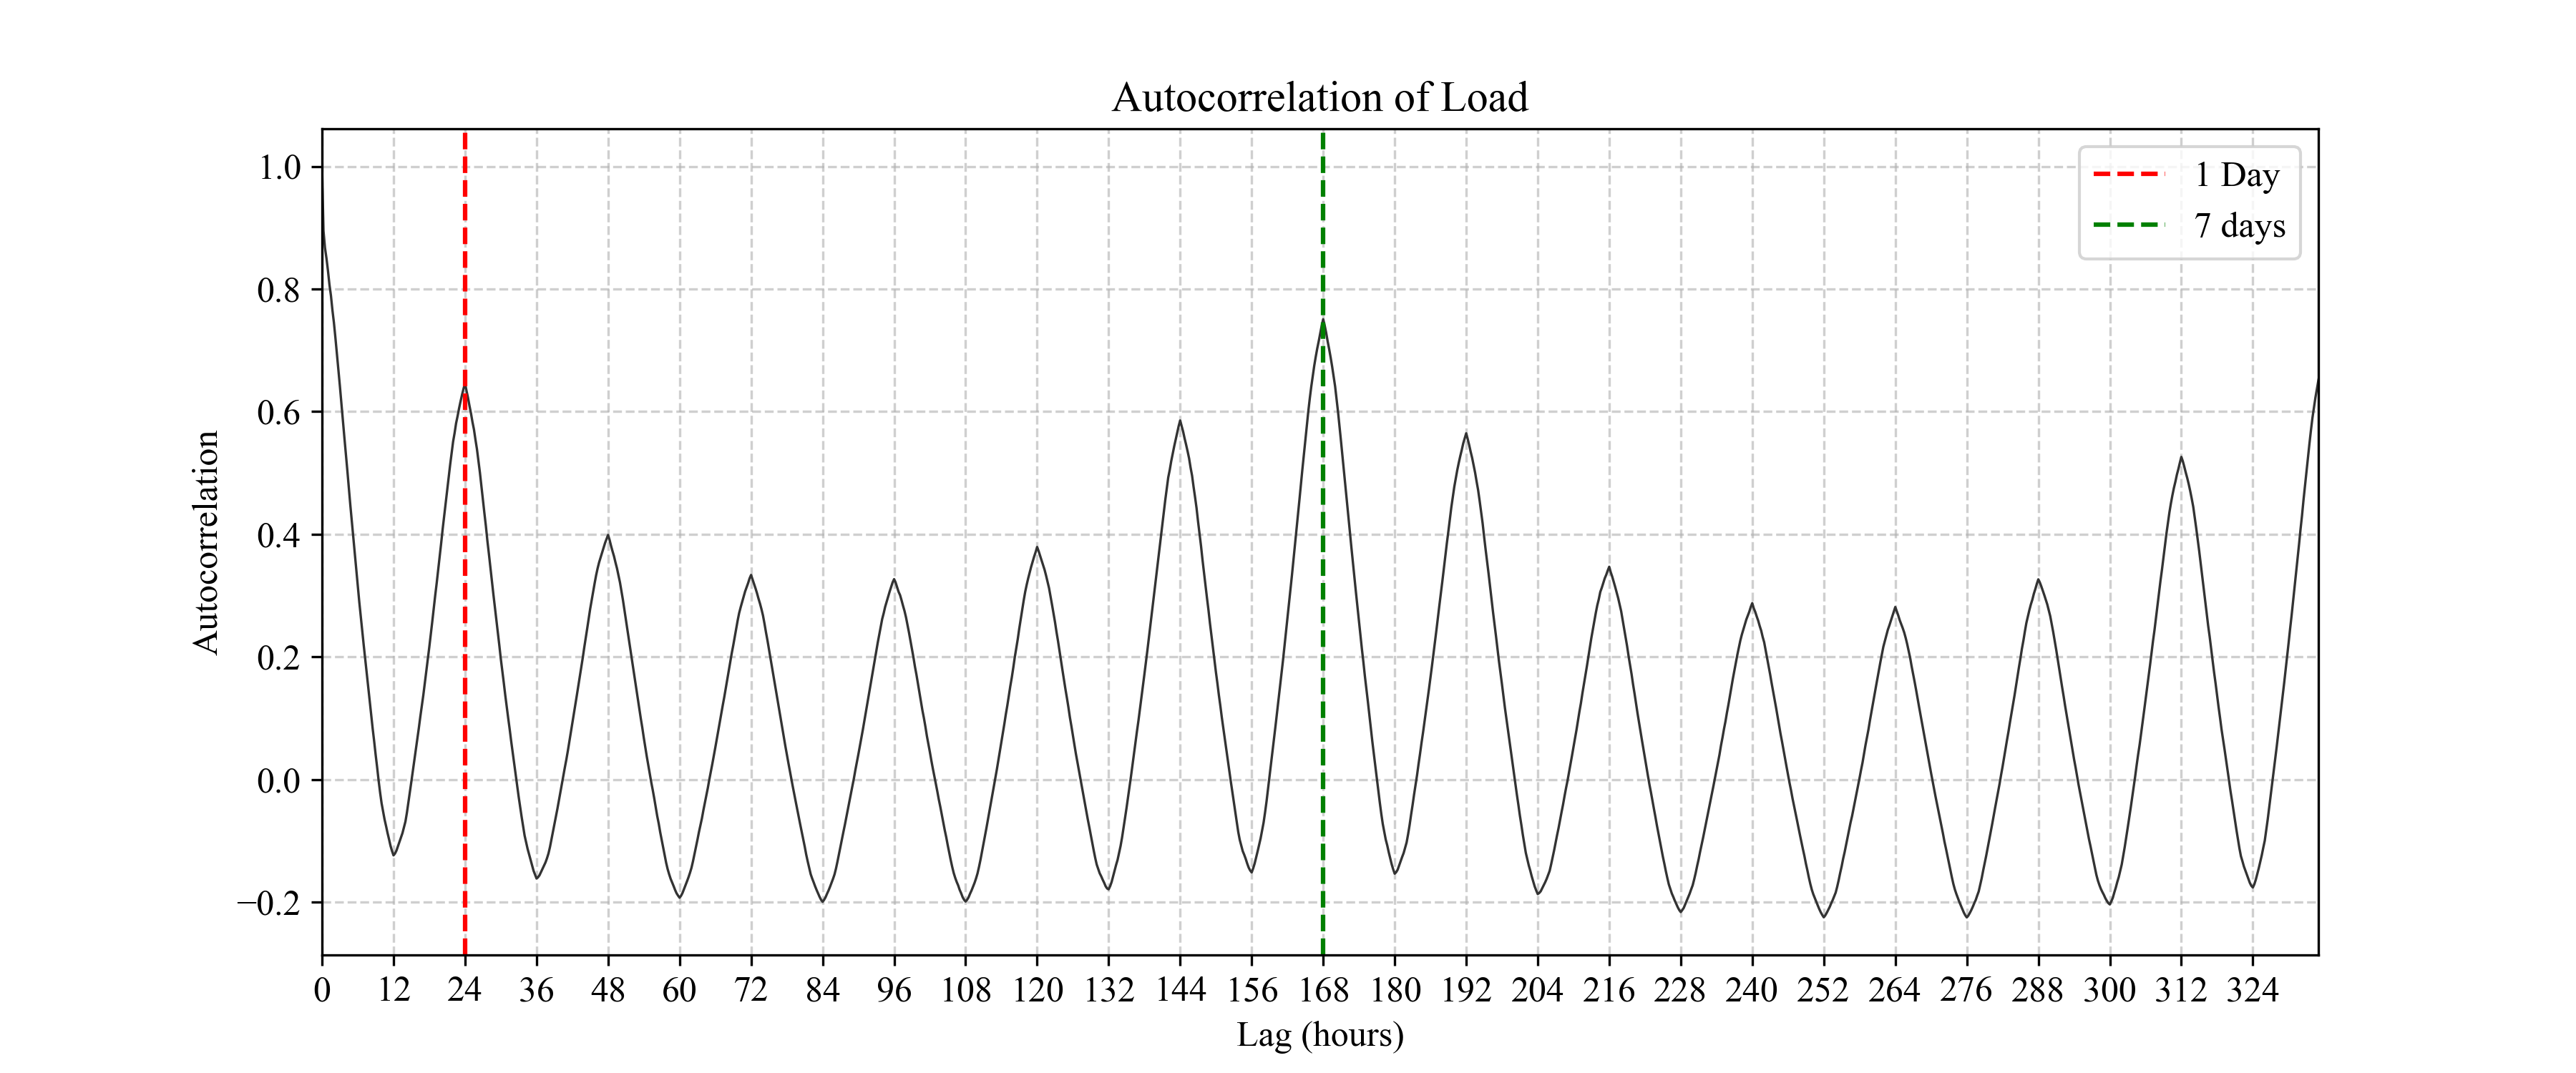 Autocorrelation of Load
1 Day
7 days
Autocorrelation
1.0
0.8
0.6
0.4
0.2
0.0
−0.2
0 12 24 36 48 60 72 84 96 108 120 132 144 156 168 180 192 204 216 228 240 252 264 276 288 300 312 324
Lag (hours)